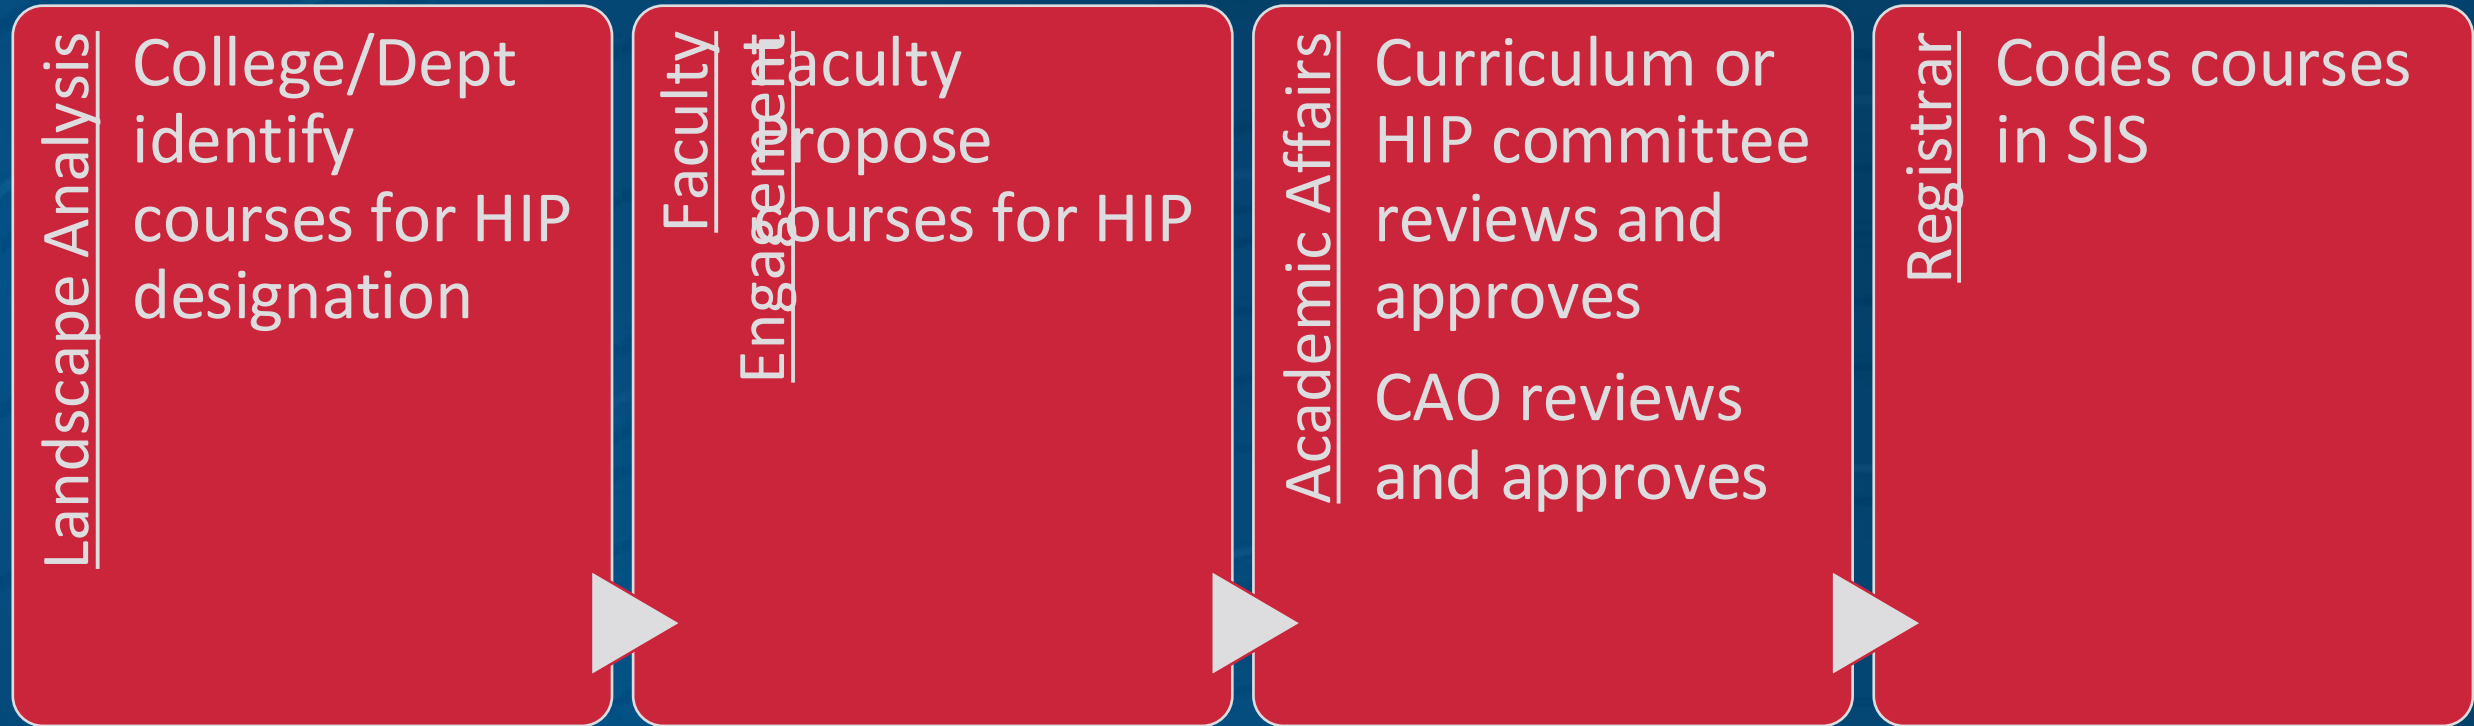 Landscape Analysis
College/Dept
identify
courses for HIP
designation
Faculty
Engagement
Faculty
propose
courses for HIP
Academic Affairs
Curriculum or
HIP committee
reviews and
approves
CAO reviews
and approves
Registrar
Codes courses
in SIS